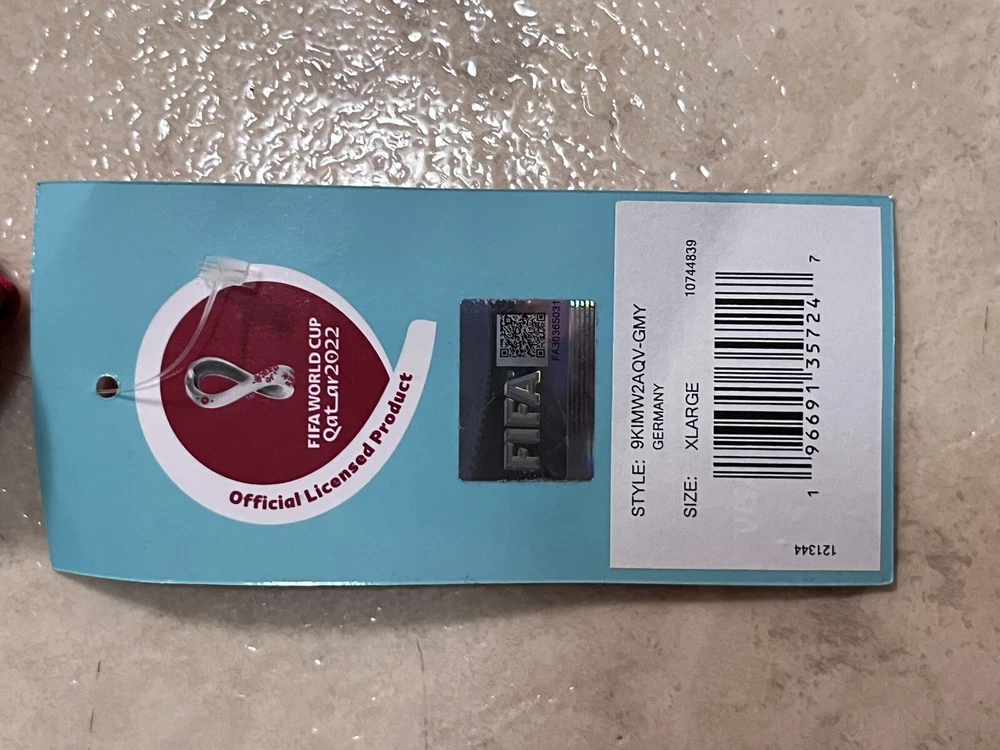 FIFA WORLD CUP
Qatar2022
Official Licensed Product
FIFA
PA30365031
STYLE: 9KIMW2AQV-GMY
GERMANY
SIZE: XLARGE
10744839
1 96691 35724 7
121344